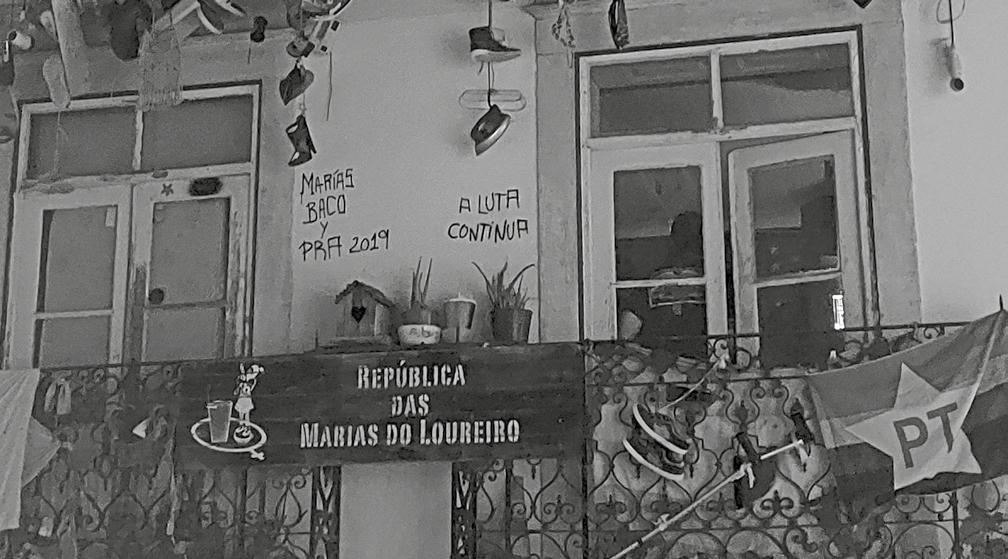 MARIAS
BACO
y
PRA 2019
A LUTA
CONTINUA
REPÚBLICA
DAS
MARIAS DO LOUREIRO
PT